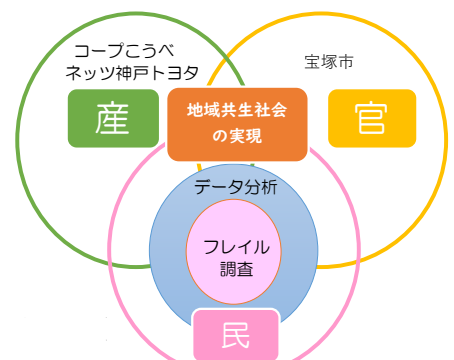 コープこうべ
ネッツ神戸トヨタ
宝塚市
産
地域共生社会
の実現
官
データ分析
フレイル
調査
民